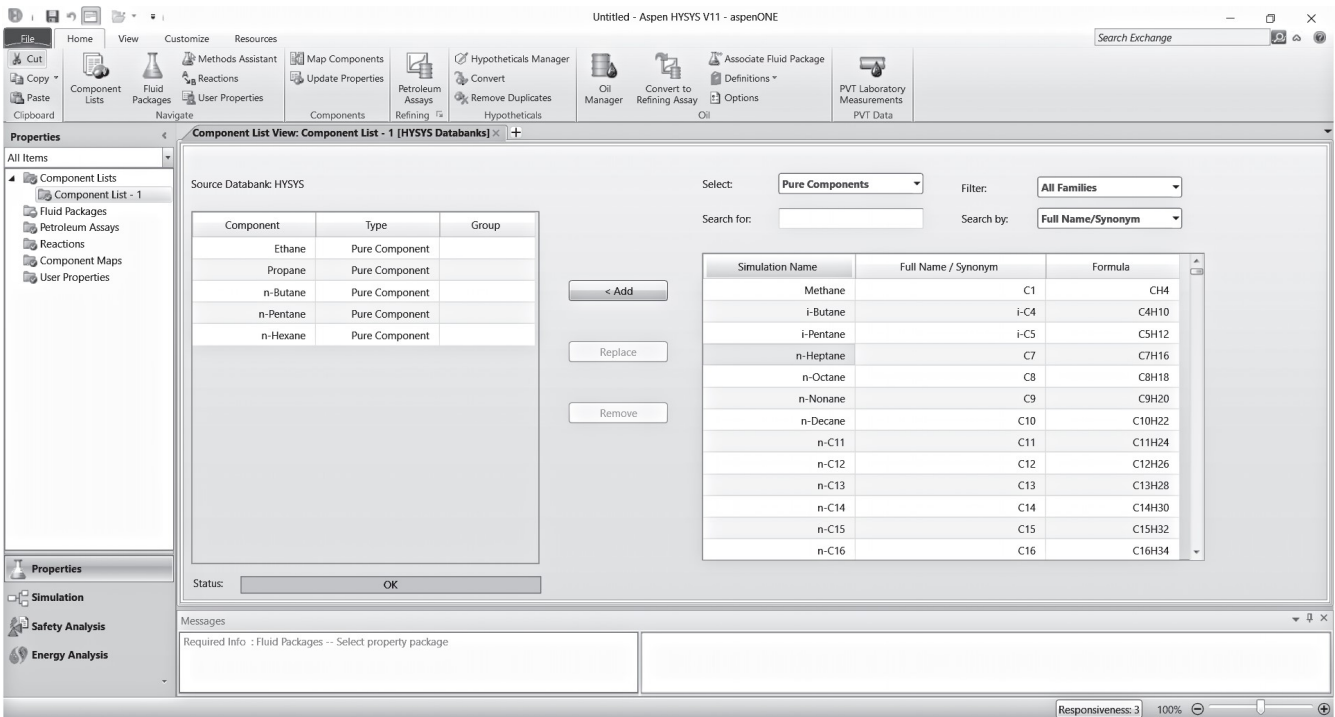 Untitled - Aspen HYSYS V11 - aspenONE
File Home View Customize Resources
Search Exchange
Cut
Copy
Paste
Clipboard
Component Lists
Fluid Packages
Methods Assistant
Reactions
User Properties
Navigate
Map Components
Update Properties
Components
Petroleum Assays
Refining
Hypotheticals Manager
Convert
Remove Duplicates
Hypotheticals
Oil Manager
Convert to Refining Assay
Associate Fluid Package
Definitions
Options
Oil
PVT Laboratory Measurements
PVT Data
Properties
All Items
Component Lists
Component List - 1
Fluid Packages
Petroleum Assays
Reactions
Component Maps
User Properties
Properties
Simulation
Safety Analysis
Energy Analysis
Component List View: Component List - 1 [HYSYS Databanks]
Source Databank: HYSYS
Component Type Group
Ethane Pure Component
Propane Pure Component
n-Butane Pure Component
n-Pentane Pure Component
n-Hexane Pure Component
Status: OK
< Add
Replace
Remove
Select: Pure Components Filter: All Families
Search for: Search by: Full Name/Synonym
Simulation Name Full Name / Synonym Formula
Methane C1 CH4
i-Butane i-C4 C4H10
i-Pentane i-C5 C5H12
n-Heptane C7 C7H16
n-Octane C8 C8H18
n-Nonane C9 C9H20
n-Decane C10 C10H22
n-C11 C11 C11H24
n-C12 C12 C12H26
n-C13 C13 C13H28
n-C14 C14 C14H30
n-C15 C15 C15H32
n-C16 C16 C16H34
Messages
Required Info : Fluid Packages -- Select property package
Responsiveness: 3 100%